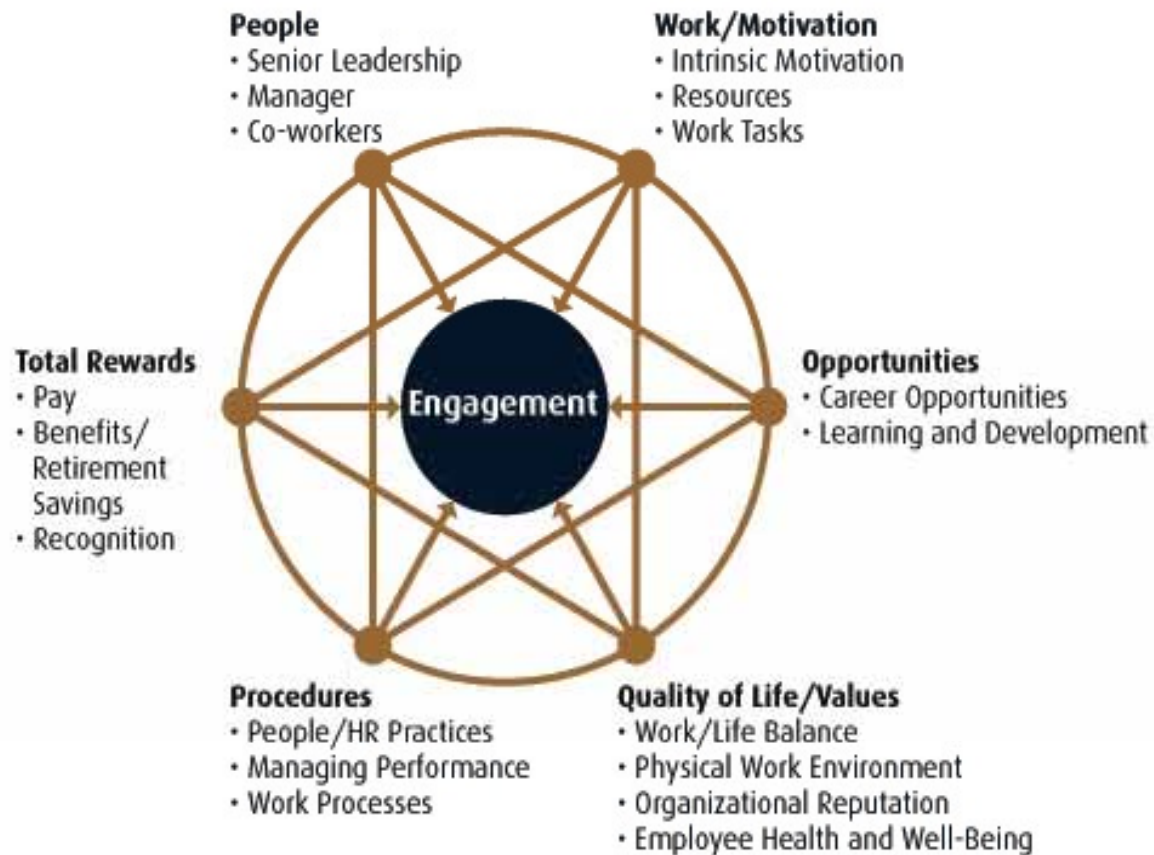 People
· Senior Leadership
· Manager
· Co-workers
Work/Motivation
· Intrinsic Motivation
· Resources
· Work Tasks
Total Rewards
· Pay
· Benefits/
Retirement
Savings
· Recognition
Engagement
Opportunities
· Career Opportunities
· Learning and Development
Procedures
· People/HR Practices
· Managing Performance
· Work Processes
Quality of Life/Values
· Work/Life Balance
· Physical Work Environment
· Organizational Reputation
· Employee Health and Well-Being